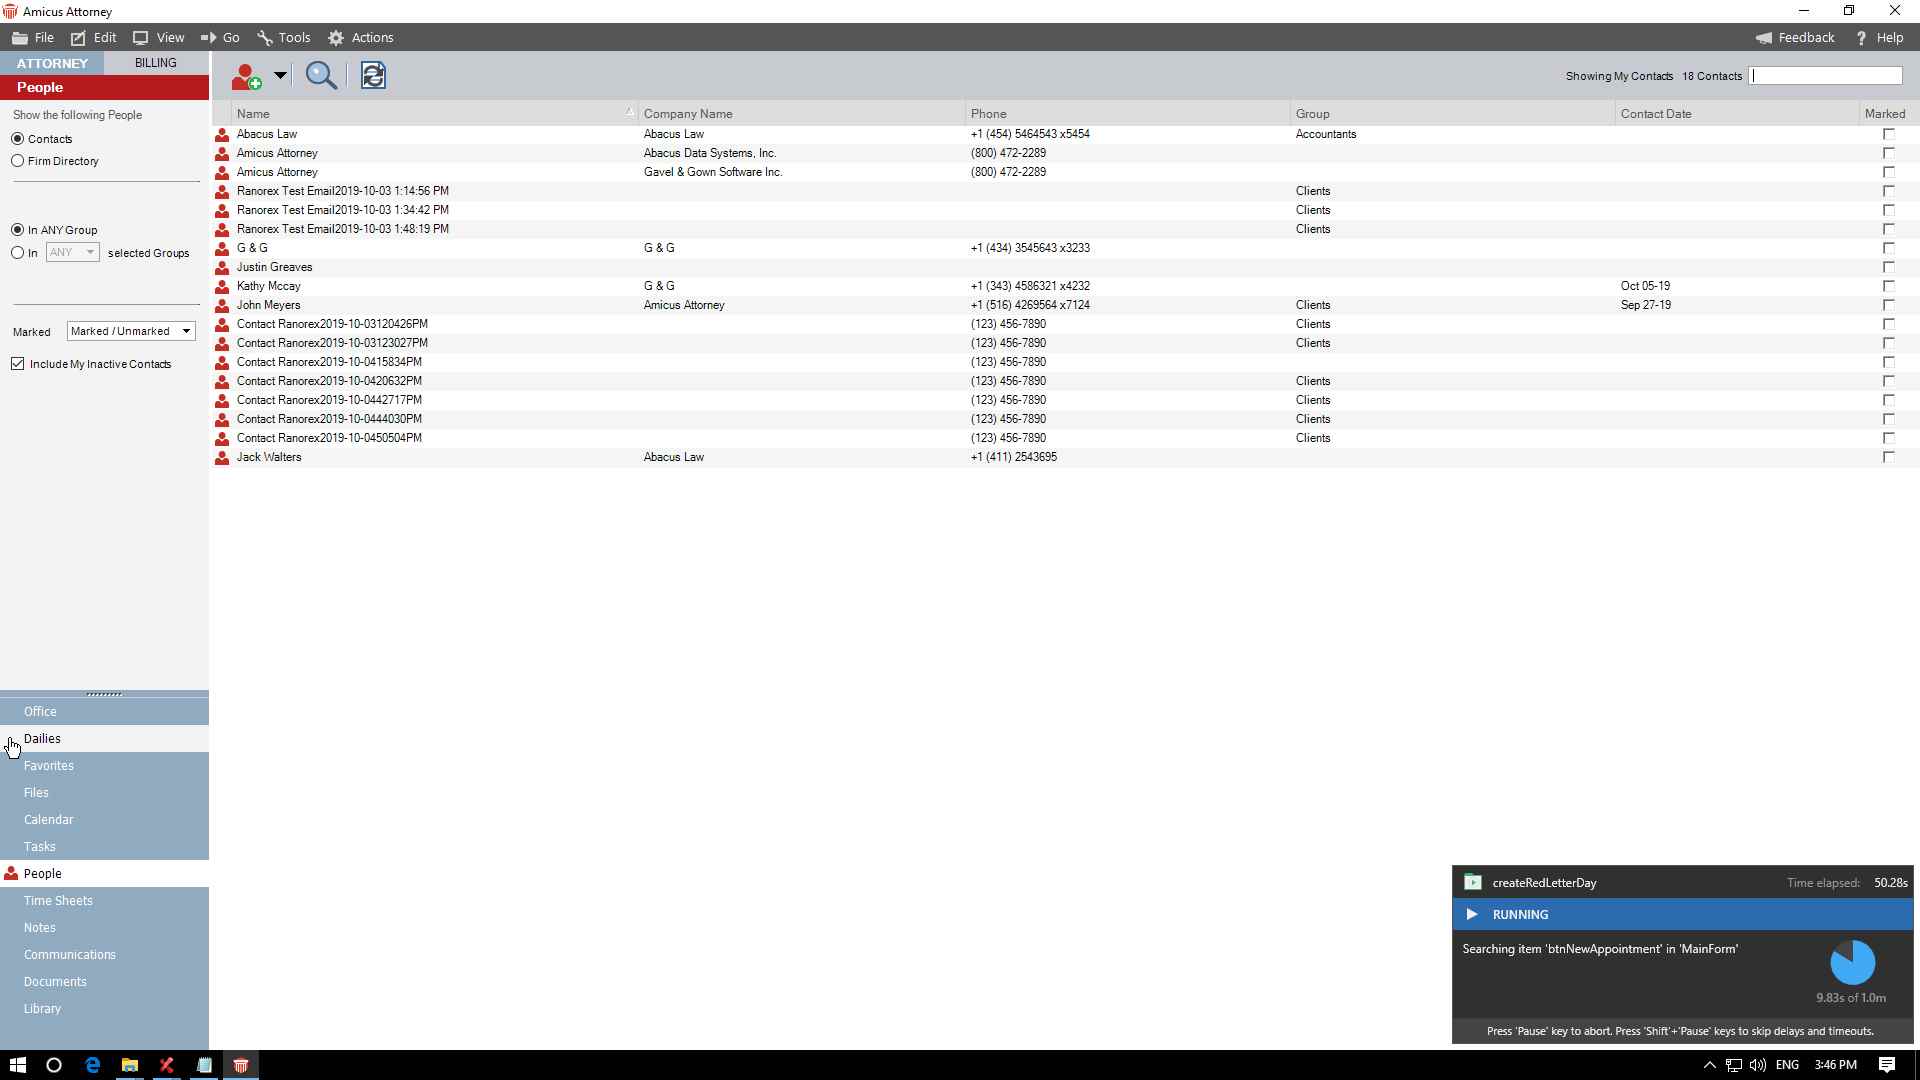 Amicus Attorney
File Edit View Go Tools Actions Feedback Help
ATTORNEY BILLING
People
Showing My Contacts 18 Contacts
Show the following People
Contacts
Firm Directory
In ANY Group
In ANY selected Groups
Marked Marked / Unmarked
Include My Inactive Contacts
Name Company Name Phone Group Contact Date Marked
Abacus Law Abacus Law +1 (454) 5464543 x5454 Accountants
Amicus Attorney Abacus Data Systems, Inc. (800) 472-2289
Amicus Attorney Gavel & Gown Software Inc. (800) 472-2289
Ranorex Test Email2019-10-03 1:14:56 PM Clients
Ranorex Test Email2019-10-03 1:34:42 PM Clients
Ranorex Test Email2019-10-03 1:48:19 PM Clients
G & G G & G +1 (434) 3545643 x3233
Justin Greaves
Kathy Mccay G & G +1 (343) 4586321 x4232 Oct 05-19
John Meyers Amicus Attorney +1 (516) 4269564 x7124 Clients Sep 27-19
Contact Ranorex2019-10-03120426PM (123) 456-7890 Clients
Contact Ranorex2019-10-03123027PM (123) 456-7890 Clients
Contact Ranorex2019-10-0415834PM (123) 456-7890
Contact Ranorex2019-10-0420632PM (123) 456-7890 Clients
Contact Ranorex2019-10-0442717PM (123) 456-7890 Clients
Contact Ranorex2019-10-0444030PM (123) 456-7890 Clients
Contact Ranorex2019-10-0450504PM (123) 456-7890 Clients
Jack Walters Abacus Law +1 (411) 2543695
Office
Dailies
Favorites
Files
Calendar
Tasks
People
Time Sheets
Notes
Communications
Documents
Library
createRedLetterDay Time elapsed: 50.28s
RUNNING
Searching item 'btnNewAppointment' in 'MainForm'
9.83s of 1.0m
Press 'Pause' key to abort. Press 'Shift'+'Pause' keys to skip delays and timeouts.
ENG 3:46 PM